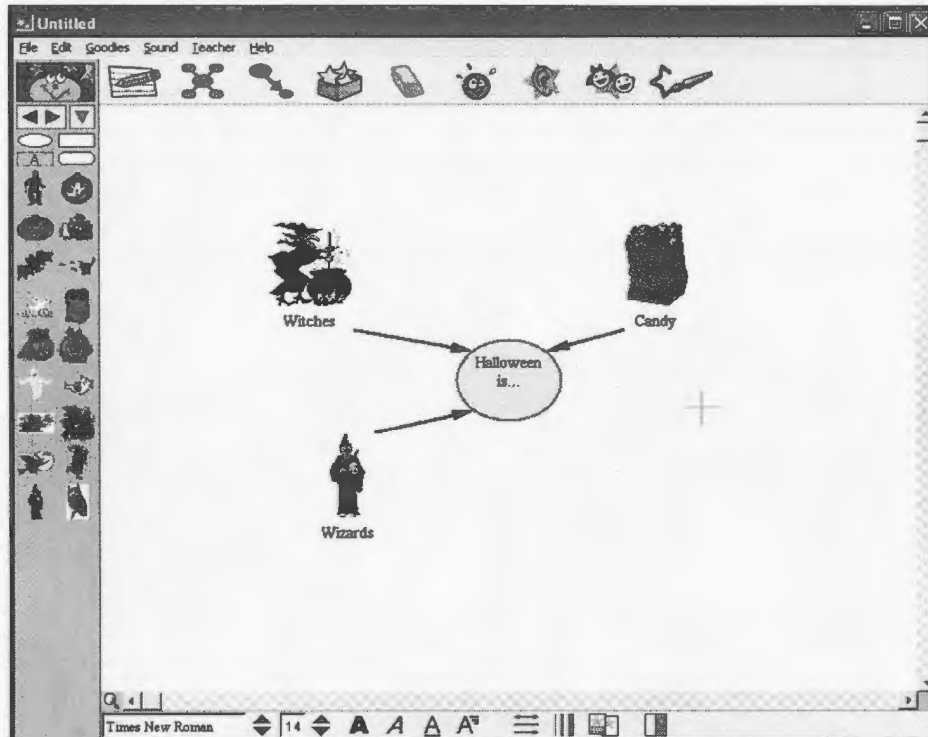 Untitled
File Edit Goodies Sound Teacher Help
A
Witches
Candy
Halloween
is...
Wizards
Times New Roman 14 A A A A